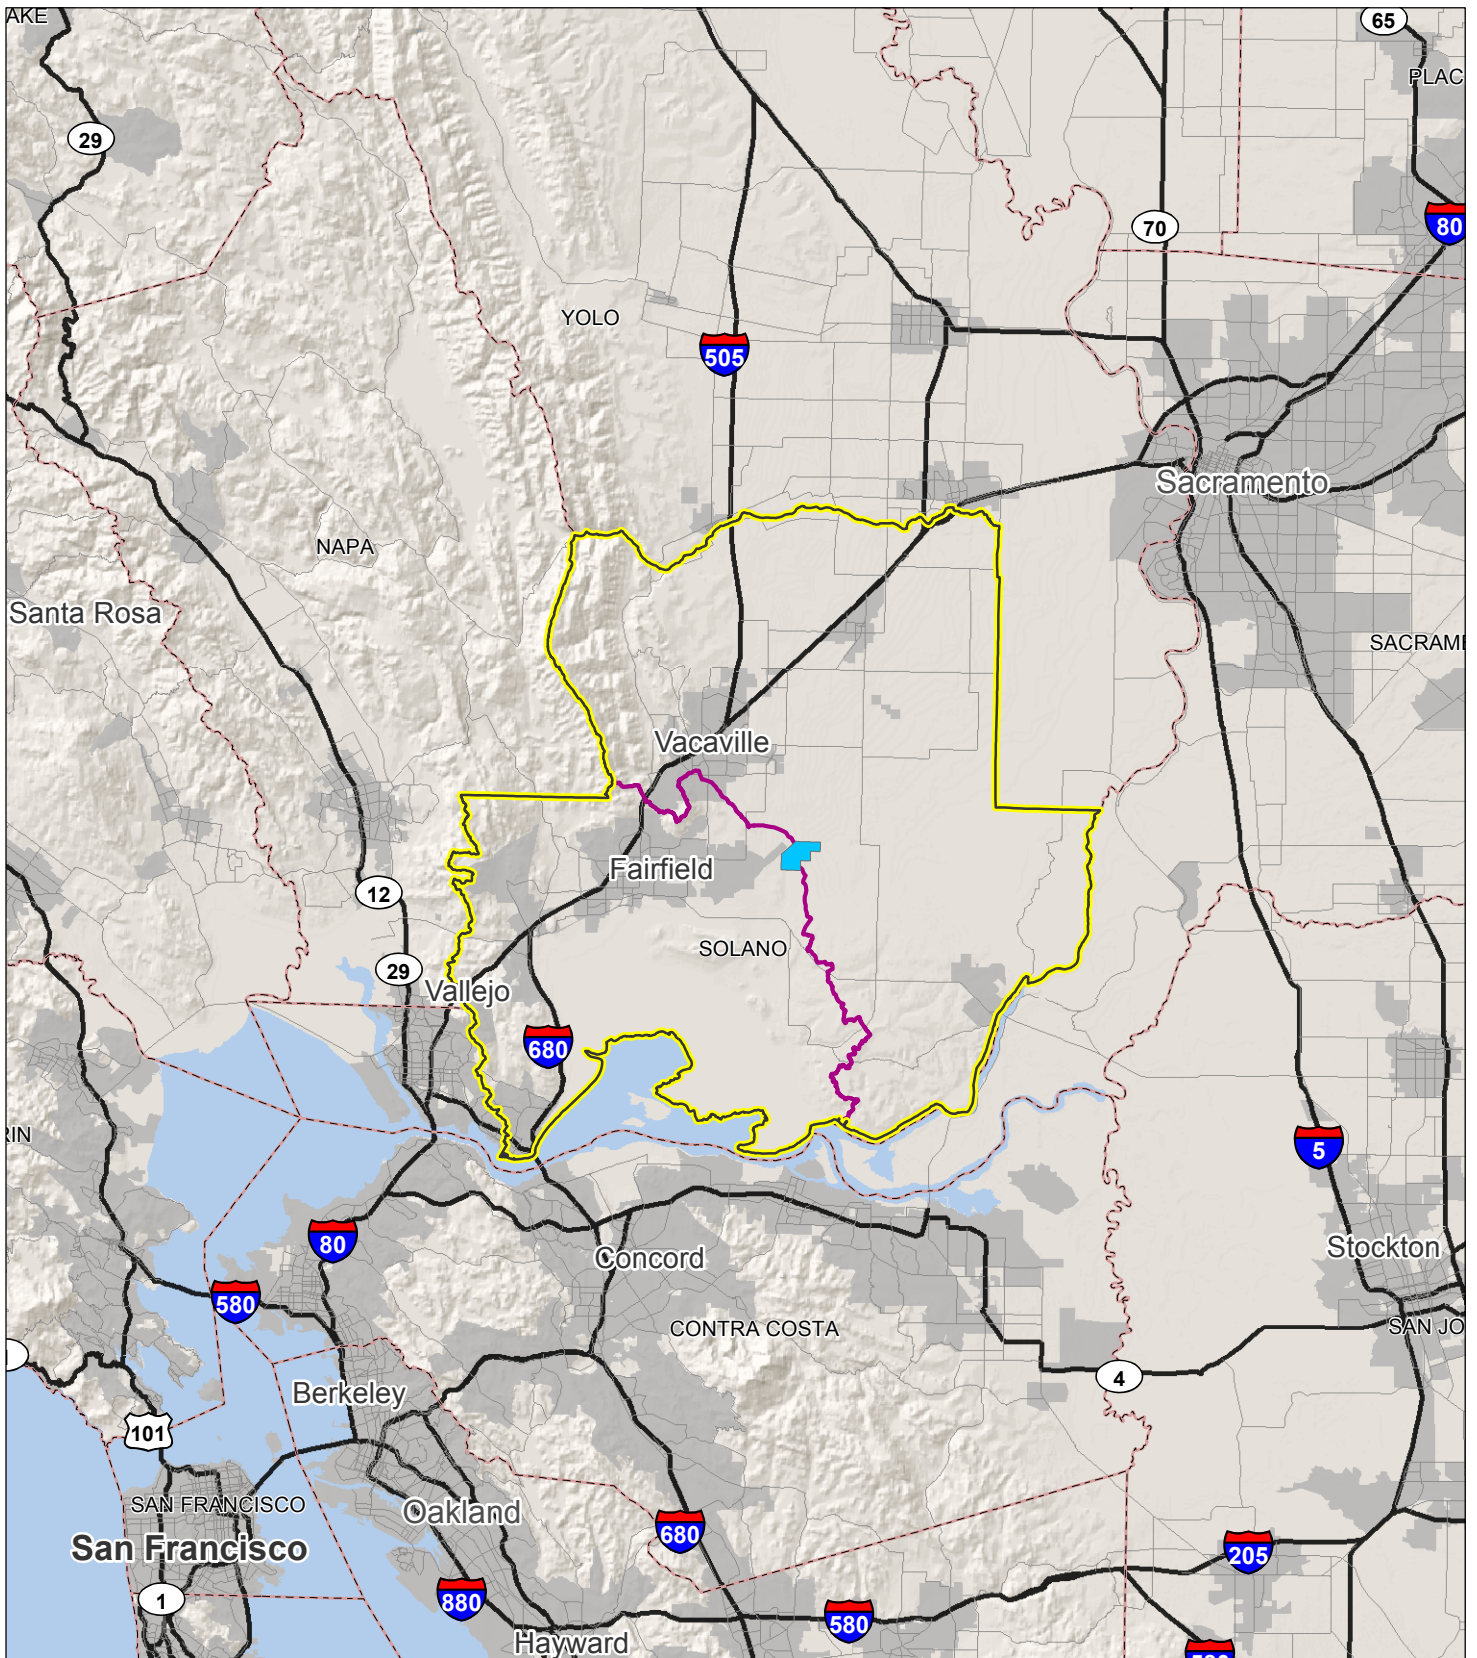 AKE
65
PLAC
29
80
70
YOLO
505
Sacramento
NAPA
Santa Rosa
SACRAME
Vacaville
Fairfield
12
SOLANO
29
Vallejo
680
RIN
5
80
Concord
Stockton
580
CONTRA COSTA
SAN JO
4
Berkeley
101
SAN FRANCISCO
Oakland
680
San Francisco
205
1
880
580
Hayward